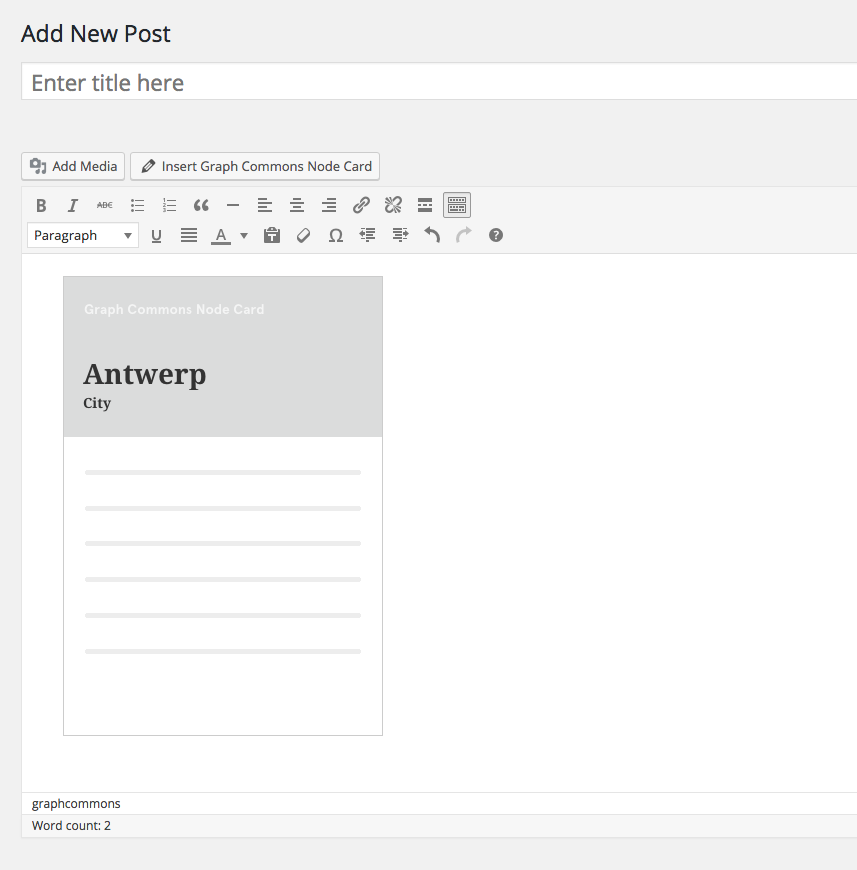 Add New Post
Enter title here
Add Media
Insert Graph Commons Node Card
B I ABC
Paragraph U A Ω
Graph Commons Node Card
Antwerp
City
graphcommons
Word count: 2